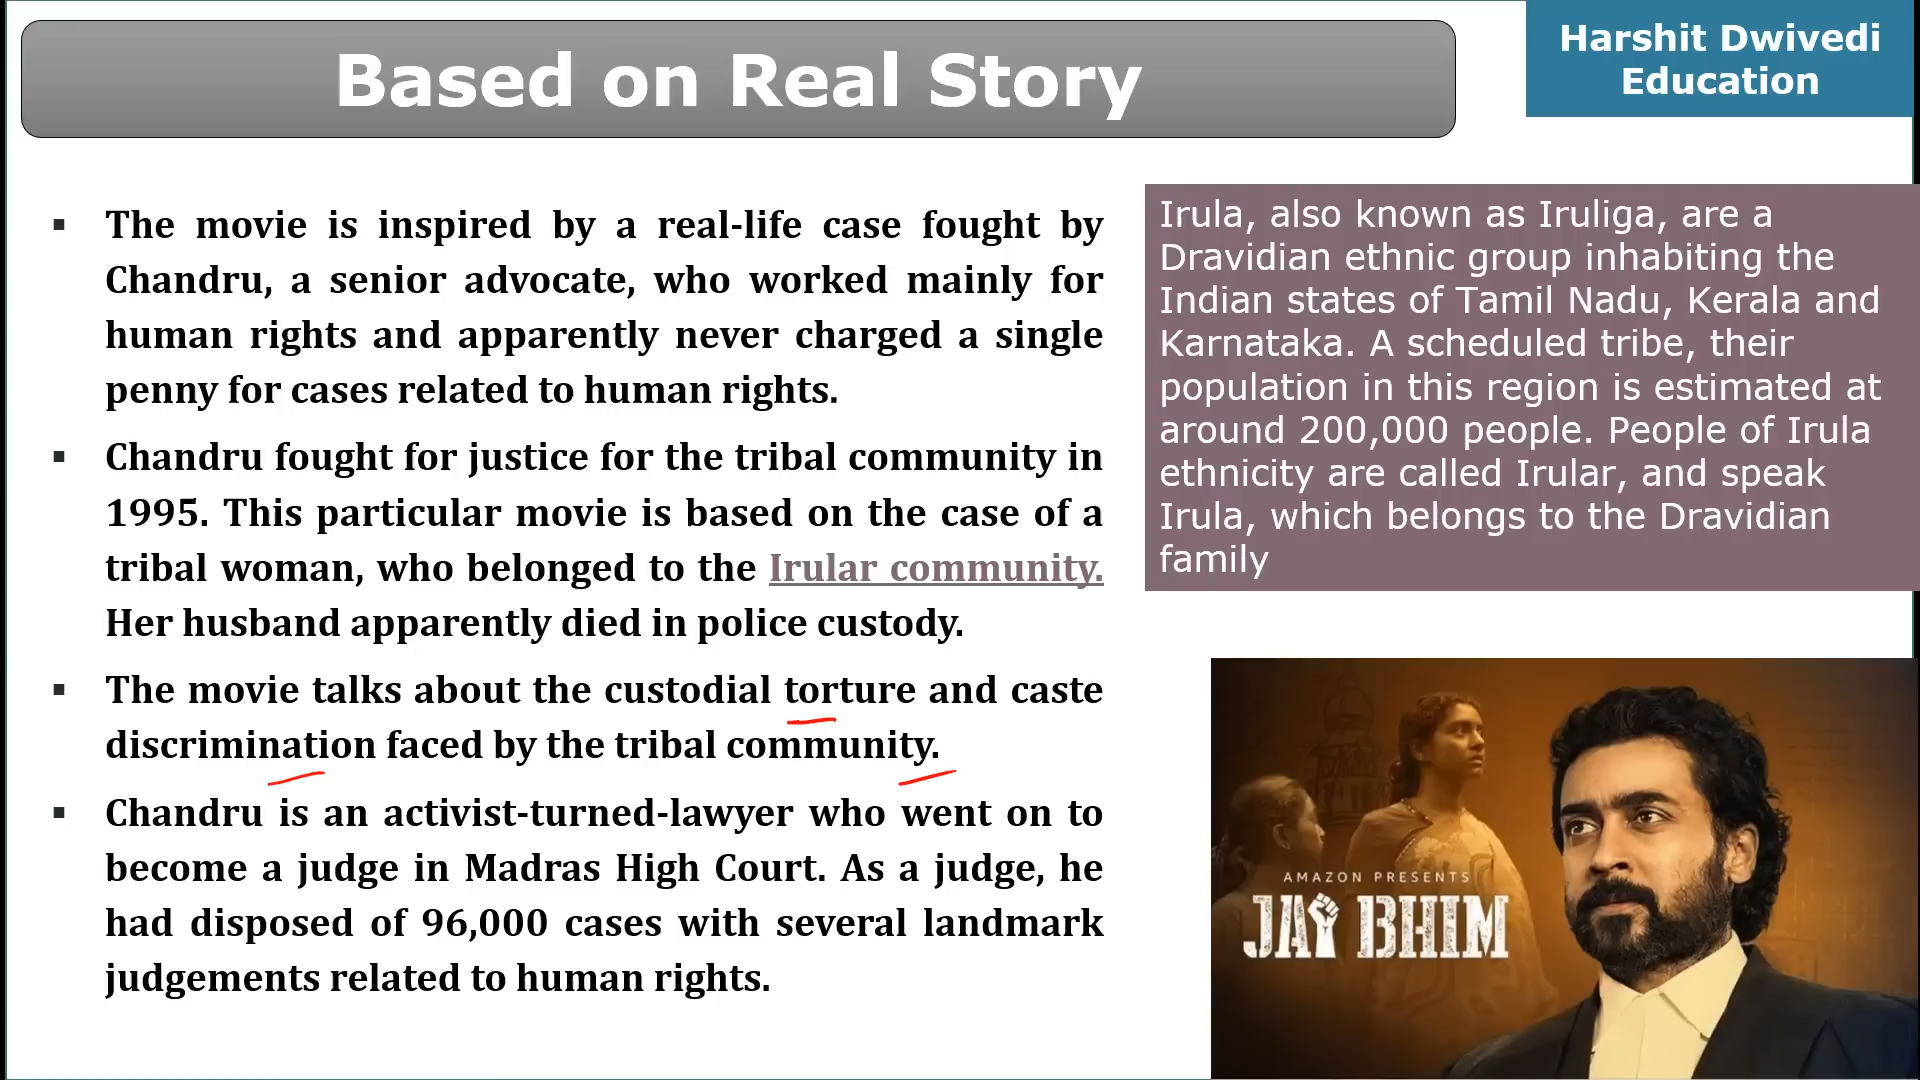 Based on Real Story
Harshit Dwivedi
Education
▪ The movie is inspired by a real-life case fought by
Chandru, a senior advocate, who worked mainly for
human rights and apparently never charged a single
penny for cases related to human rights.
▪ Chandru fought for justice for the tribal community in
1995. This particular movie is based on the case of a
tribal woman, who belonged to the Irular community.
Her husband apparently died in police custody.
▪ The movie talks about the custodial torture and caste
discrimination faced by the tribal community.
▪ Chandru is an activist-turned-lawyer who went on to
become a judge in Madras High Court. As a judge, he
had disposed of 96,000 cases with several landmark
judgements related to human rights.
Irula, also known as Iruliga, are a
Dravidian ethnic group inhabiting the
Indian states of Tamil Nadu, Kerala and
Karnataka. A scheduled tribe, their
population in this region is estimated at
around 200,000 people. People of Irula
ethnicity are called Irular, and speak
Irula, which belongs to the Dravidian
family
AMAZON PRESENTS
JAY BHIM